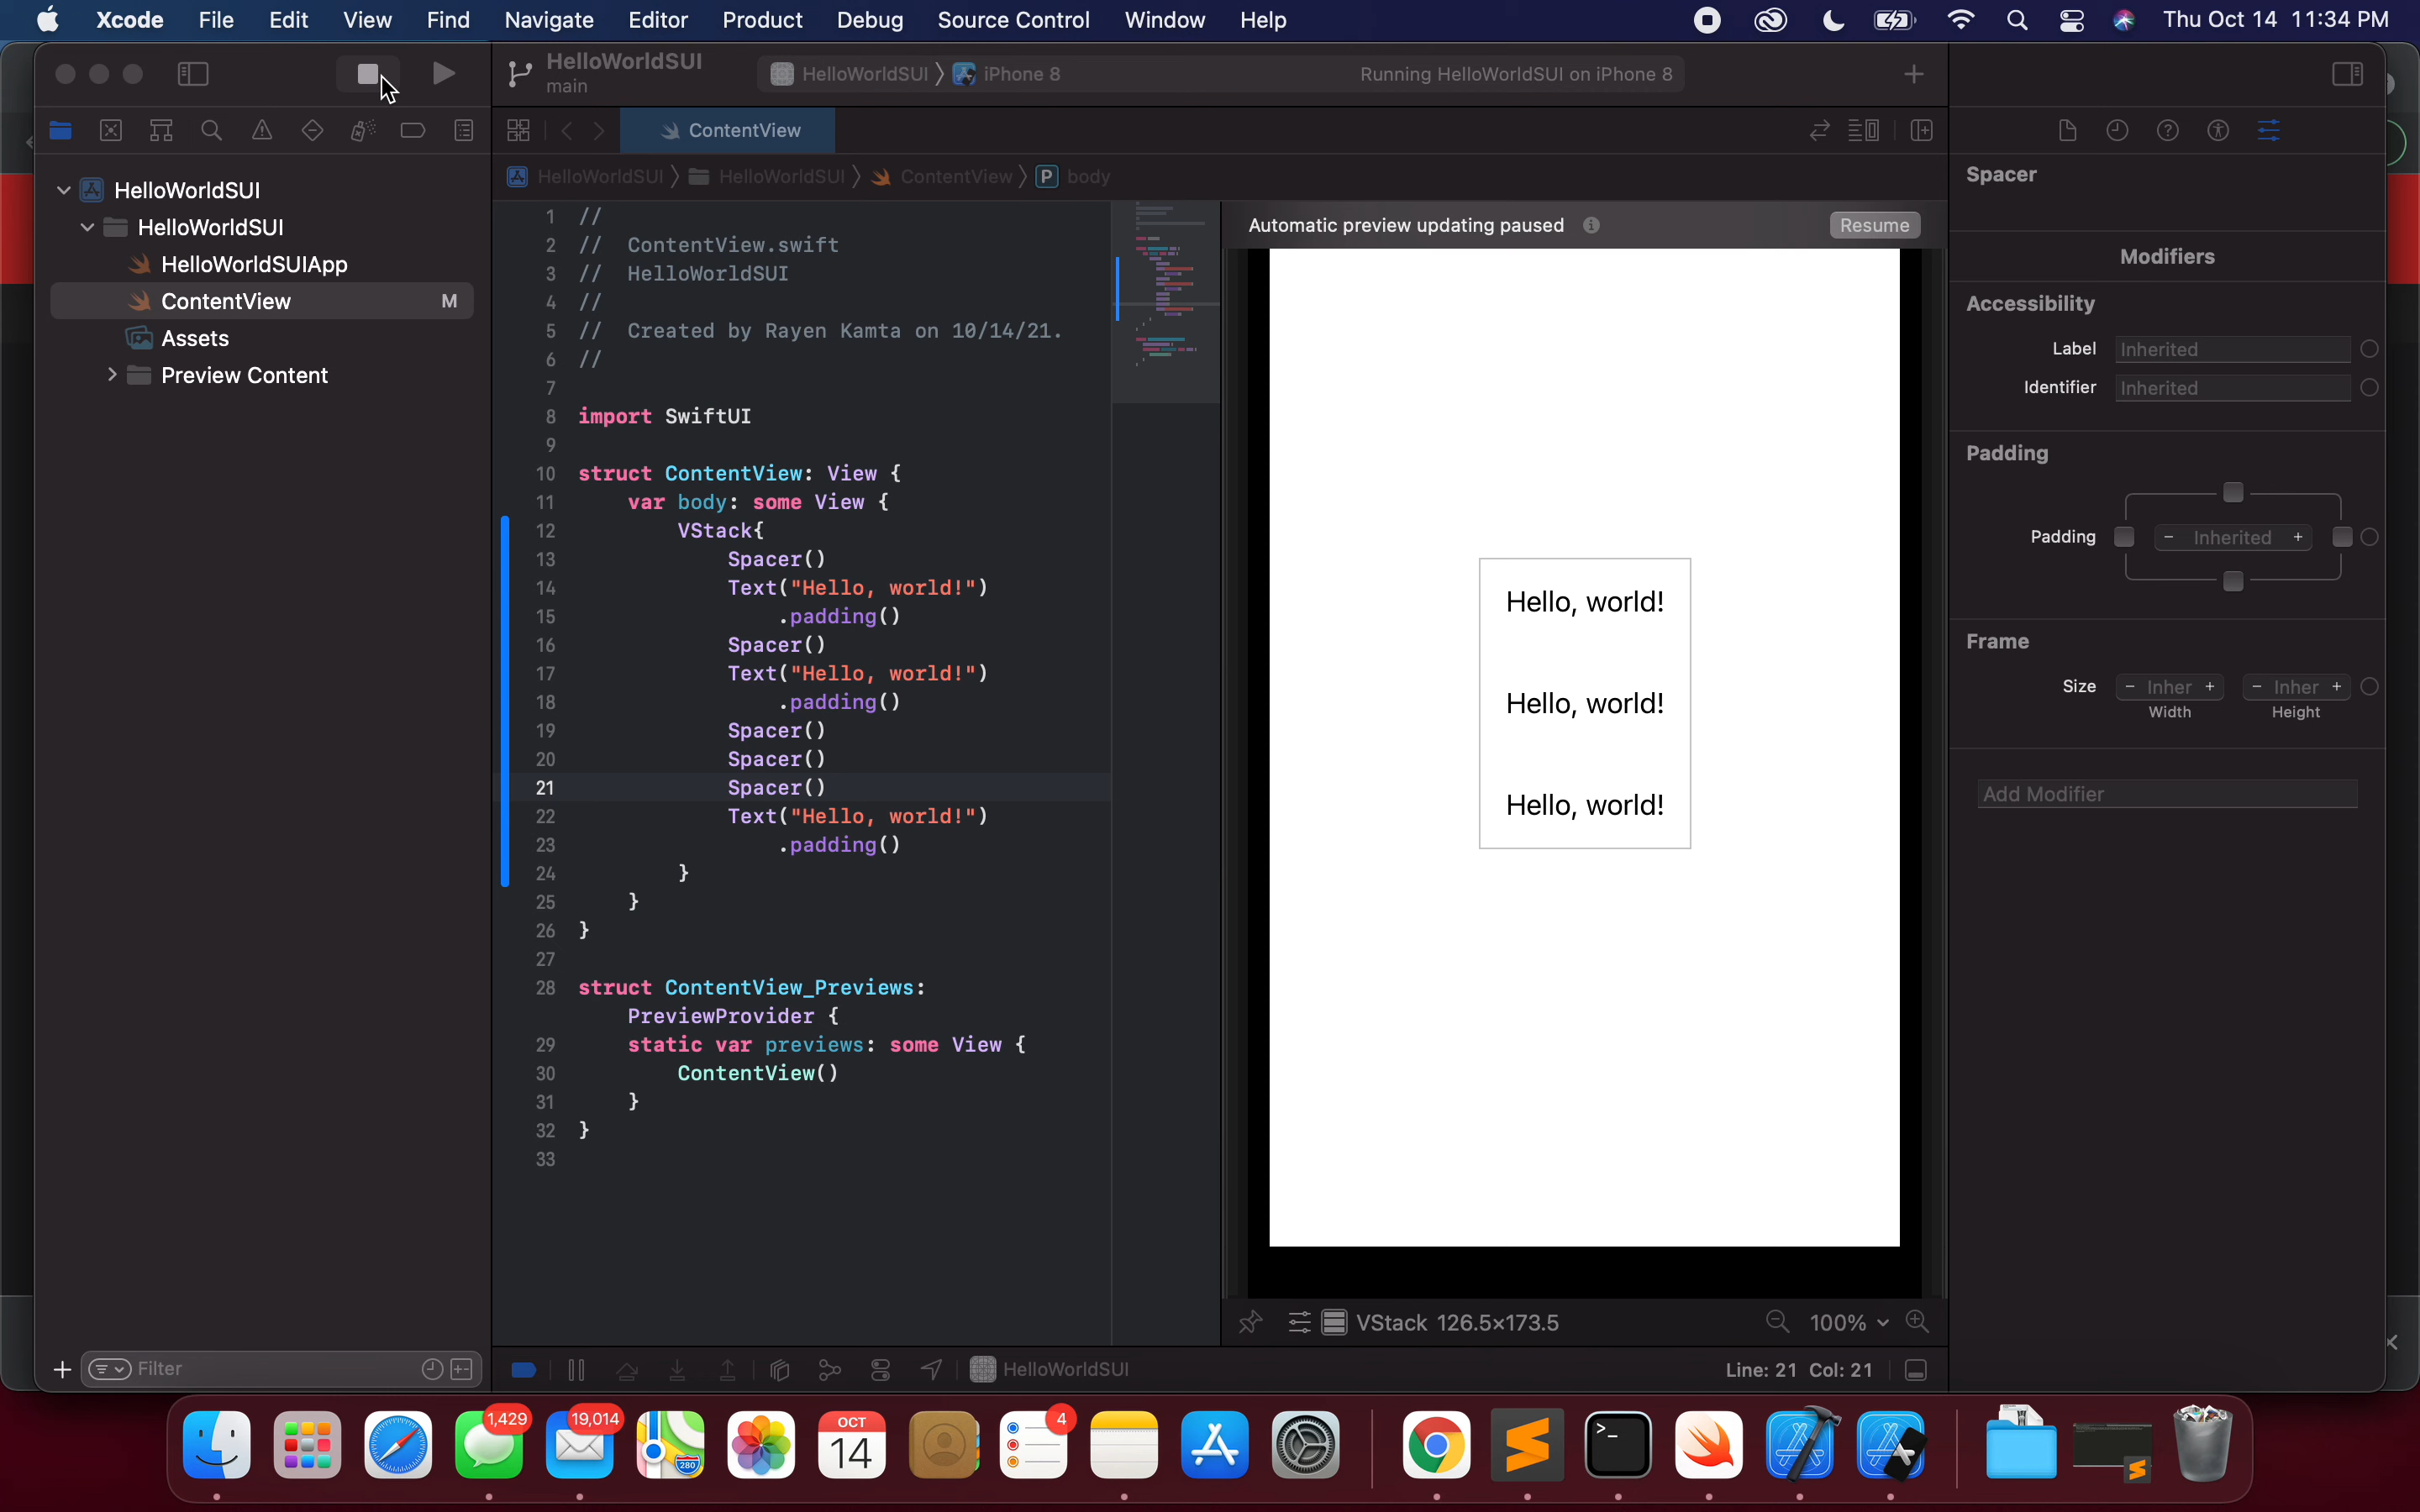 Xcode File Edit View Find Navigate Editor Product Debug Source Control Window Help Thu Oct 14 11:34 PM
HelloWorldSUI
main
HelloWorldSUI iPhone 8 Running HelloWorldSUI on iPhone 8
ContentView
HelloWorldSUI HelloWorldSUI ContentView P body
HelloWorldSUI
HelloWorldSUI
HelloWorldSUIApp
ContentView M
Assets
Preview Content
1 //
2 // ContentView.swift
3 // HelloWorldSUI
4 //
5 // Created by Rayen Kamta on 10/14/21.
6 //
7
8 import SwiftUI
9
10 struct ContentView: View {
11 var body: some View {
12 VStack{
13 Spacer()
14 Text("Hello, world!")
15 .padding()
16 Spacer()
17 Text("Hello, world!")
18 .padding()
19 Spacer()
20 Spacer()
21 Spacer()
22 Text("Hello, world!")
23 .padding()
24 }
25 }
26 }
27
28 struct ContentView_Previews:
PreviewProvider {
29 static var previews: some View {
30 ContentView()
31 }
32 }
33
Automatic preview updating paused Resume
Hello, world!
Hello, world!
Hello, world!
VStack 126.5×173.5 100%
Spacer
Modifiers
Accessibility
Label Inherited
Identifier Inherited
Padding
Padding - Inherited +
Frame
Size - Inher + - Inher +
Width Height
Add Modifier
Filter
HelloWorldSUI
Line: 21 Col: 21
1,429
19,014
280
OCT
14
4